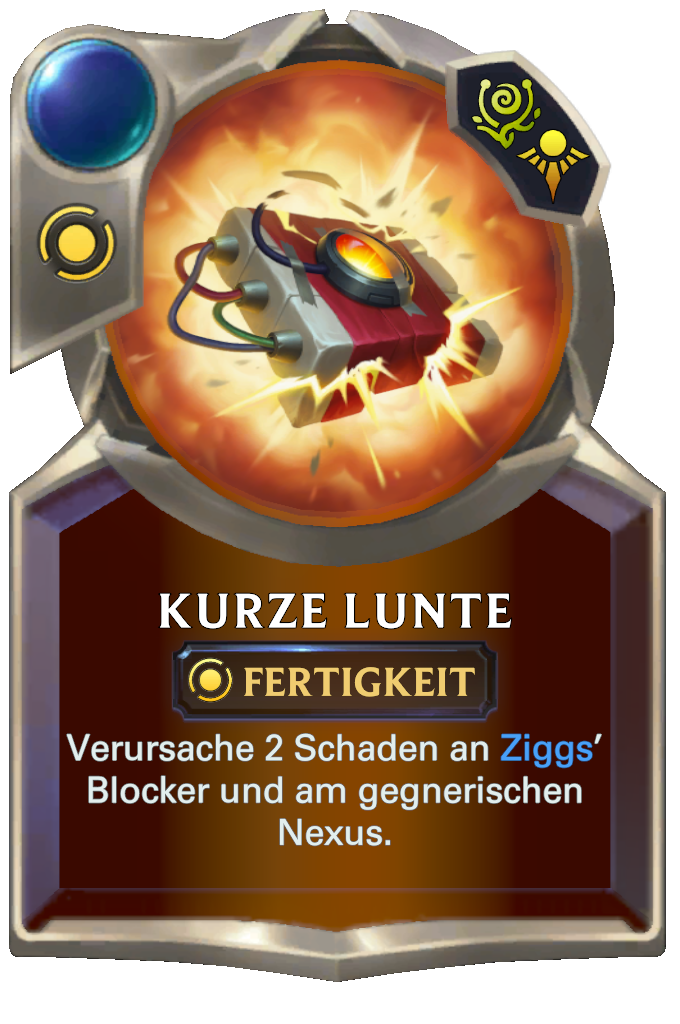 KURZE LUNTE
FERTIGKEIT
Verursache 2 Schaden an Ziggs’
Blocker und am gegnerischen
Nexus.